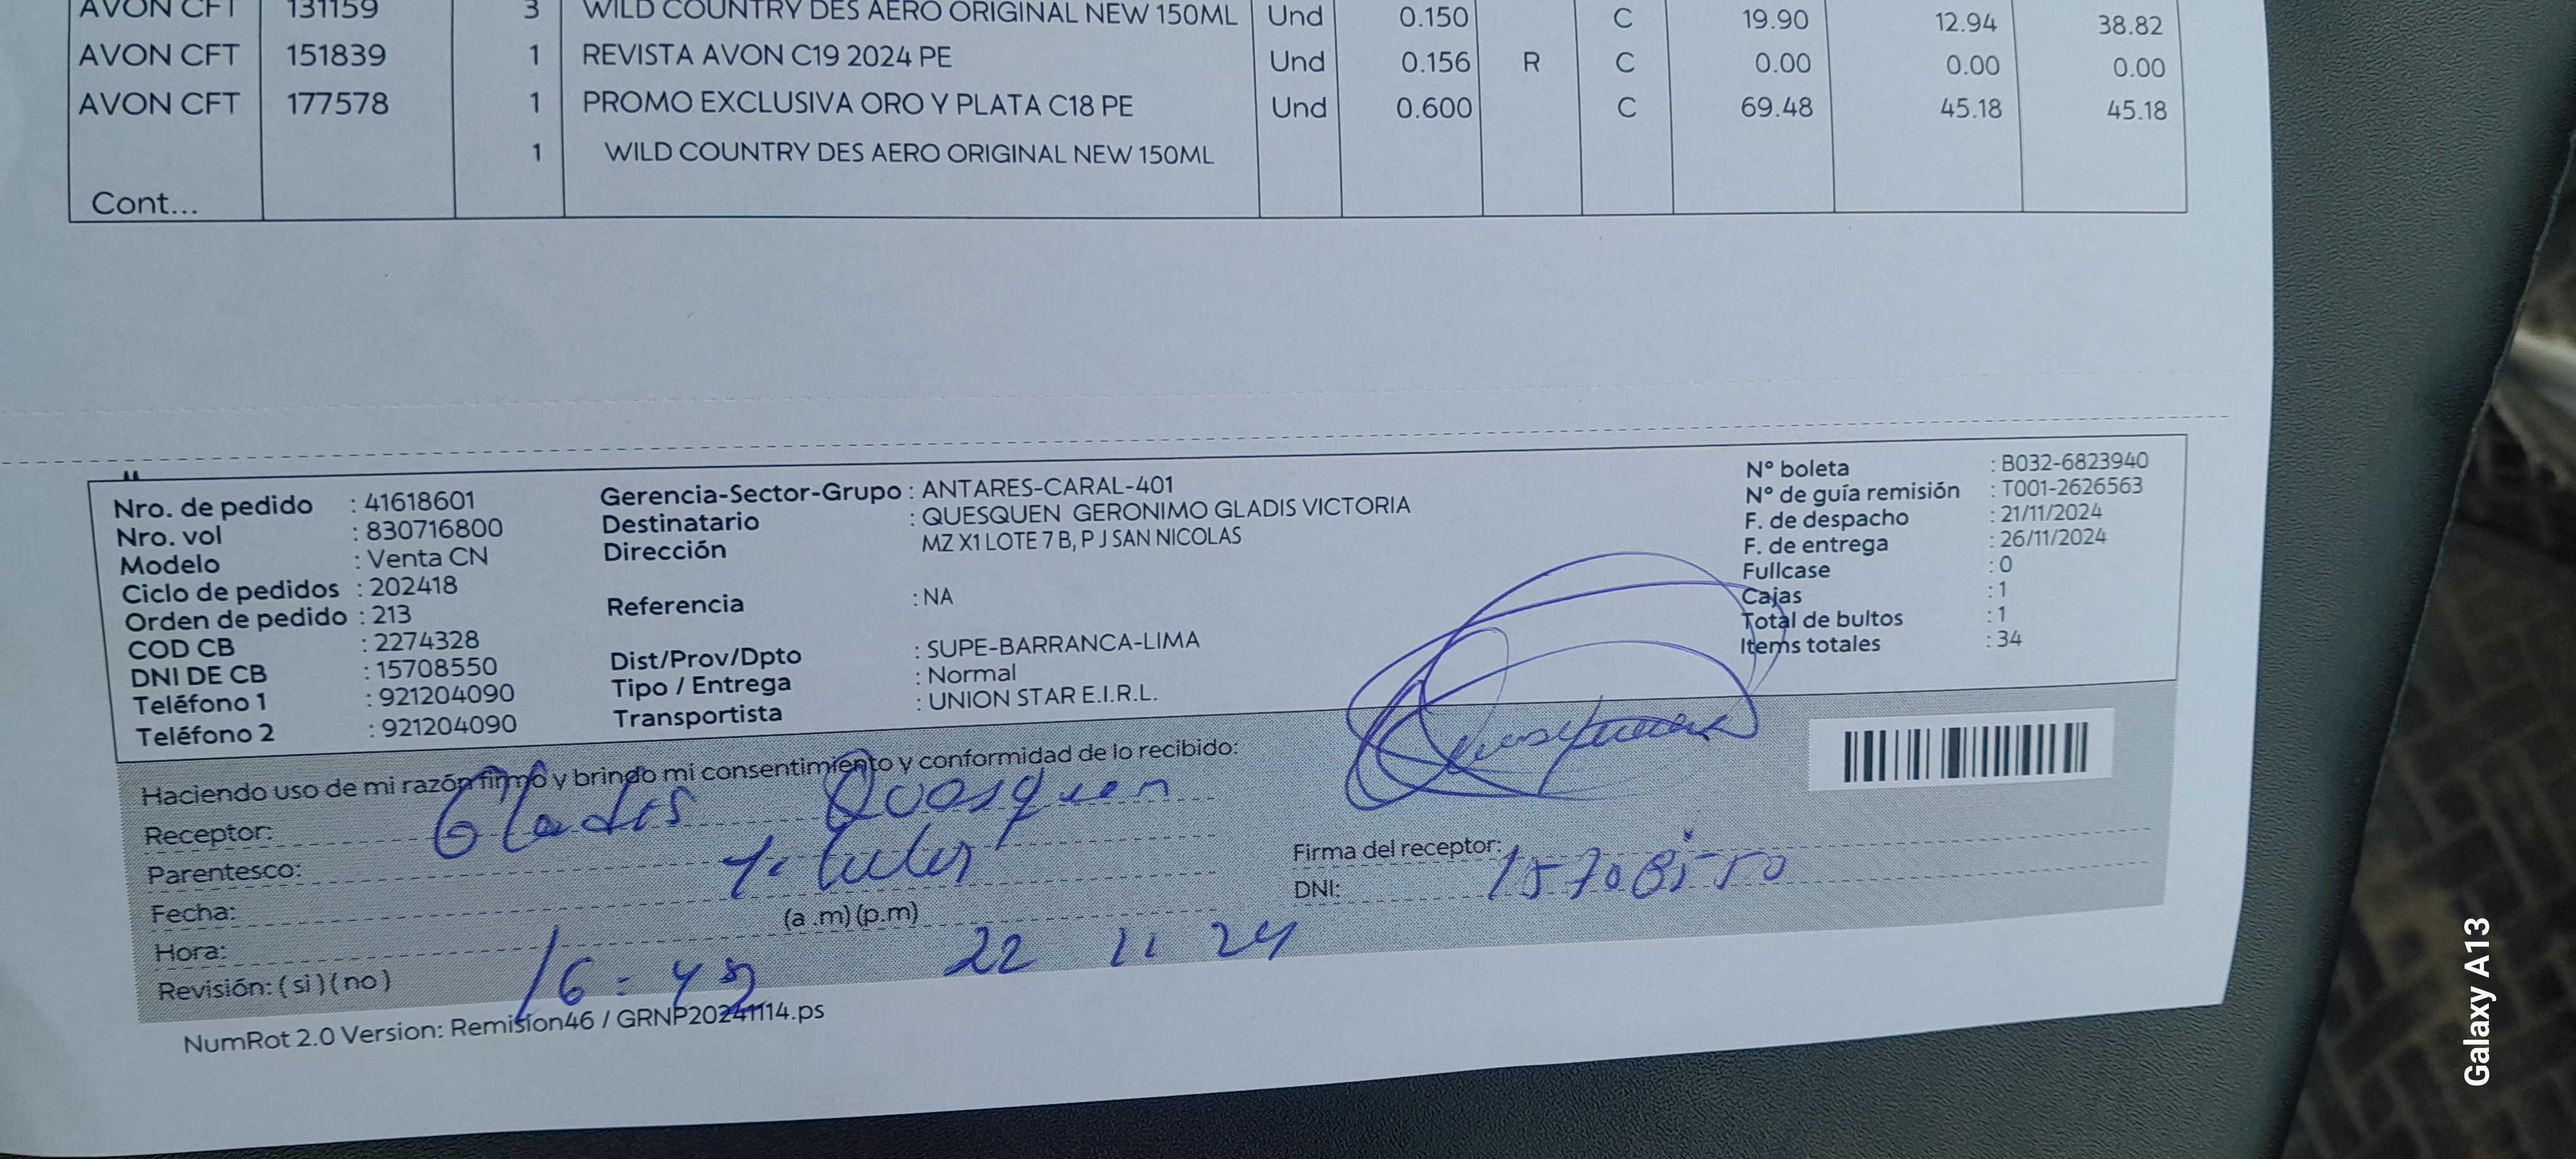 AVON CFT 131159 3 WILD COUNTRY DES AERO ORIGINAL NEW 150ML Und 0.150 C 19.90 12.94 38.82
AVON CFT 151839 1 REVISTA AVON C19 2024 PE Und 0.156 R C 0.00 0.00 0.00
AVON CFT 177578 1 PROMO EXCLUSIVA ORO Y PLATA C18 PE Und 0.600 C 69.48 45.18 45.18
1 WILD COUNTRY DES AERO ORIGINAL NEW 150ML
Cont...
Nro. de pedido : 41618601
Nro. vol : 830716800
Modelo : Venta CN
Ciclo de pedidos : 202418
Orden de pedido : 213
COD CB : 2274328
DNI DE CB : 15708550
Teléfono 1 : 921204090
Teléfono 2 : 921204090
Gerencia-Sector-Grupo : ANTARES-CARAL-401
Destinatario : QUESQUEN GERONIMO GLADIS VICTORIA
Dirección MZ X1 LOTE 7 B, P J SAN NICOLAS
Referencia : NA
Dist/Prov/Dpto : SUPE-BARRANCA-LIMA
Tipo / Entrega : Normal
Transportista : UNION STAR E.I.R.L.
N° boleta : B032-6823940
N° de guía remisión : T001-2626563
F. de despacho : 21/11/2024
F. de entrega : 26/11/2024
Fullcase : 0
Cajas : 1
Total de bultos : 1
Items totales : 34
Haciendo uso de mi razón firmo y brindo mi consentimiento y conformidad de lo recibido:
Receptor: Gladis Quesquen
Parentesco: Titular
Fecha: (a .m) (p.m)
Hora: 22 11 24
Revisión: ( si ) ( no ) 16 =
Firma del receptor:
DNI: 15708550
NumRot 2.0 Version: Remision46 / GRNP20241114.ps
Galaxy A13